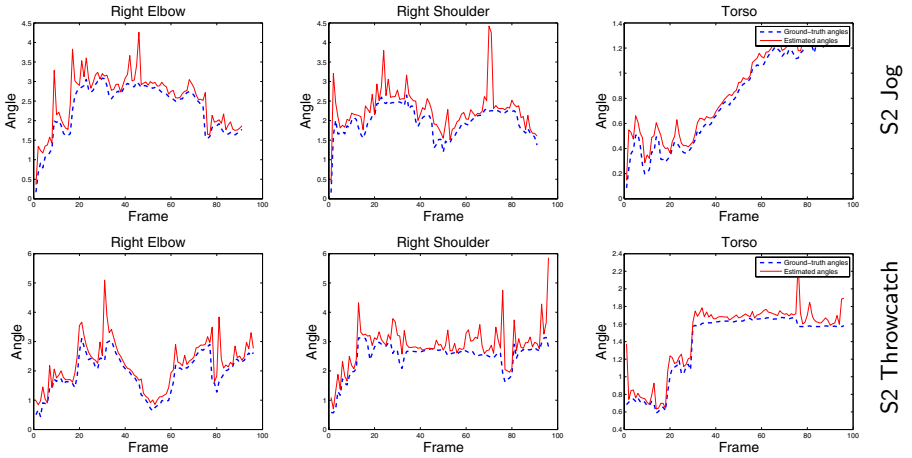 Right Elbow
Right Shoulder
Torso
4.5
4
3.5
3
2.5
2
1.5
1
0.5
0
0 20 40 60 80 100
Angle
Frame
4.5
4
3.5
3
2.5
2
1.5
1
0.5
0
0 20 40 60 80 100
Angle
Frame
1.4
1.2
1
0.8
0.6
0.4
0.2
0
0 20 40 60 80 100
Angle
Frame
Ground-truth angles
Estimated angles
S2 Jog
Right Elbow
Right Shoulder
Torso
6
5
4
3
2
1
0
0 20 40 60 80 100
Angle
Frame
6
5
4
3
2
1
0
0 20 40 60 80 100
Angle
Frame
2.4
2.2
2
1.8
1.6
1.4
1.2
1
0.8
0.6
0.4
0 20 40 60 80 100
Angle
Frame
Ground-truth angles
Estimated angles
S2 Throwcatch